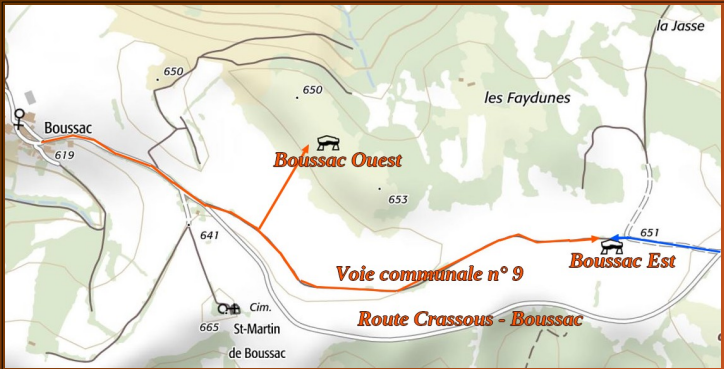 la Jasse
650
650
les Faydunes
Boussac
619
Boussac Ouest
653
641
651
Boussac Est
Voie communale n° 9
Cim.
665
St-Martin
de Boussac
Route Crassous - Boussac